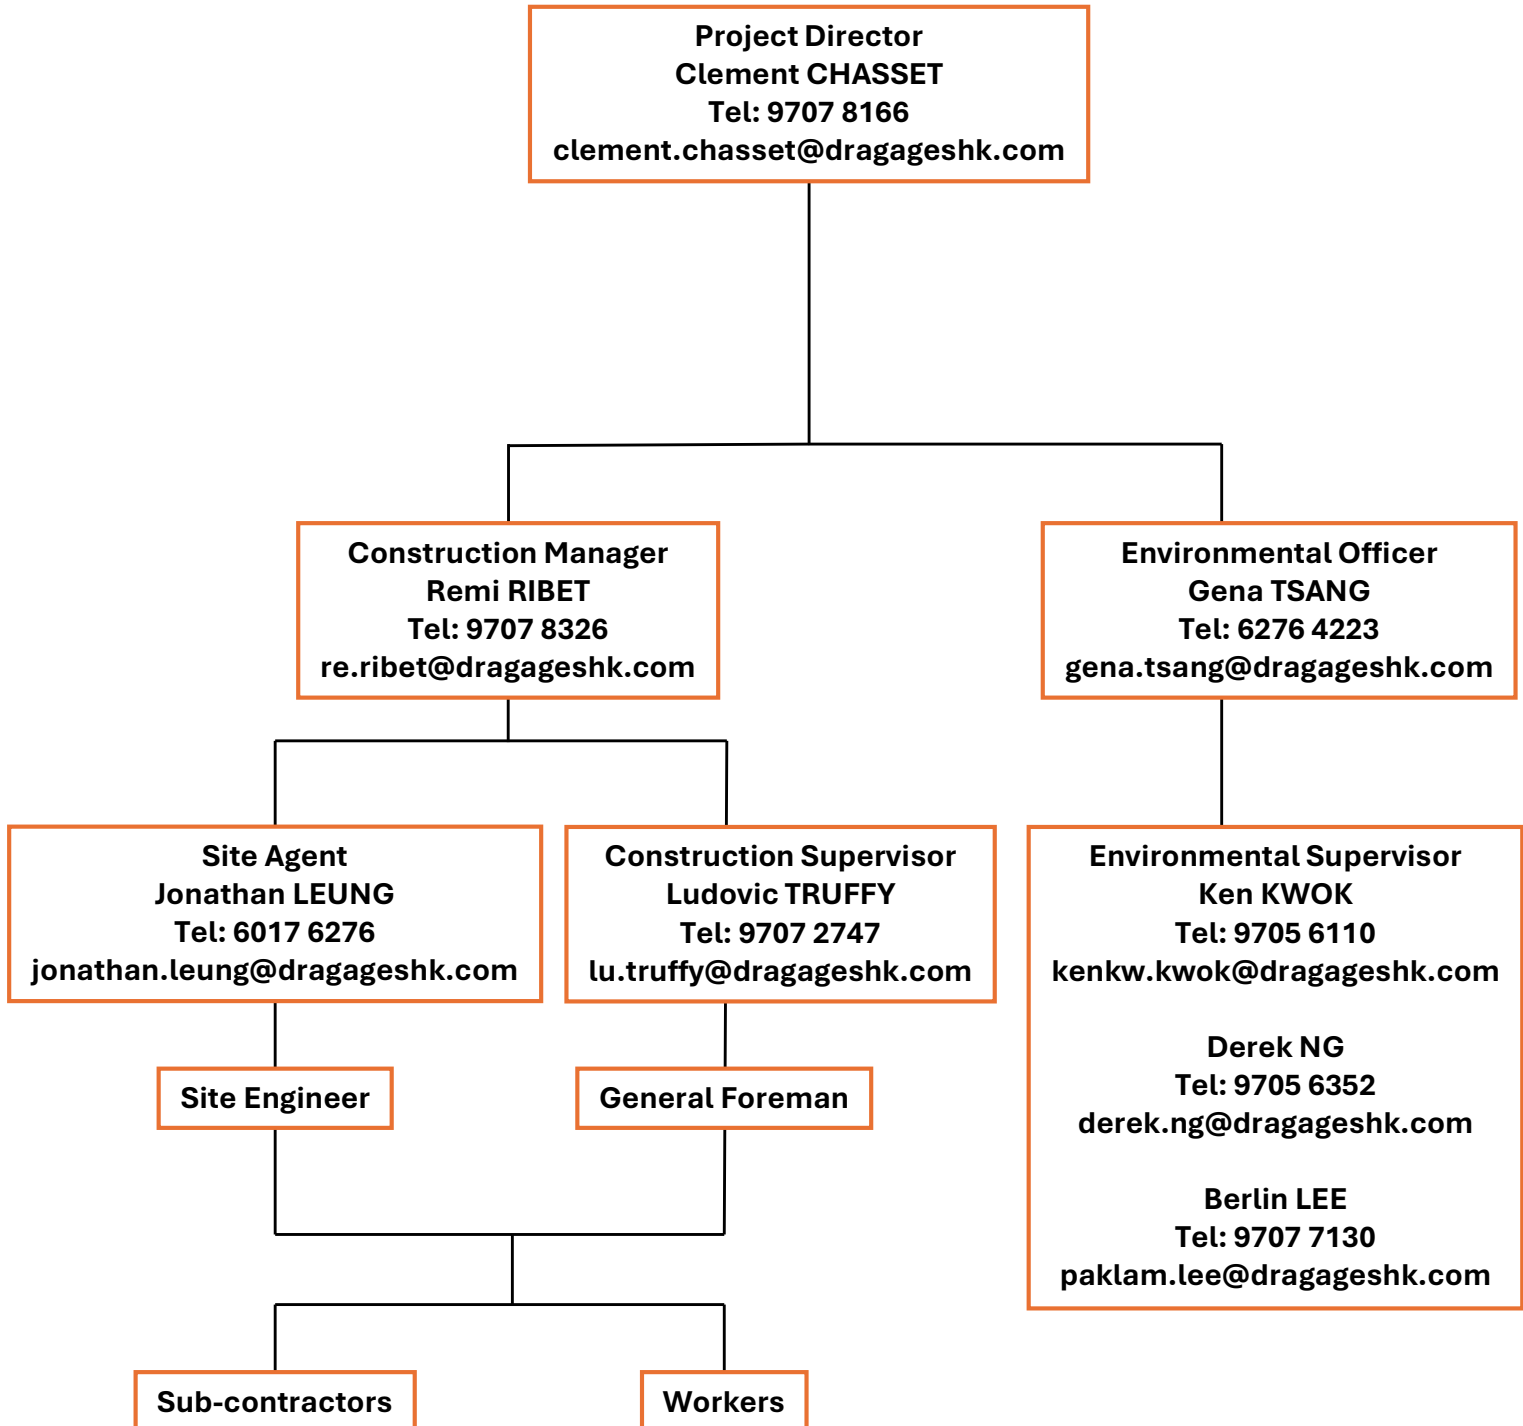 Project Director
Clement CHASSET
Tel: 9707 8166
clement.chasset@dragageshk.com
Construction Manager
Remi RIBET
Tel: 9707 8326
re.ribet@dragageshk.com
Environmental Officer
Gena TSANG
Tel: 6276 4223
gena.tsang@dragageshk.com
Site Agent
Jonathan LEUNG
Tel: 6017 6276
jonathan.leung@dragageshk.com
Construction Supervisor
Ludovic TRUFFY
Tel: 9707 2747
lu.truffy@dragageshk.com
Environmental Supervisor
Ken KWOK
Tel: 9705 6110
kenkw.kwok@dragageshk.com
Derek NG
Tel: 9705 6352
derek.ng@dragageshk.com
Berlin LEE
Tel: 9707 7130
paklam.lee@dragageshk.com
Site Engineer
General Foreman
Sub-contractors
Workers